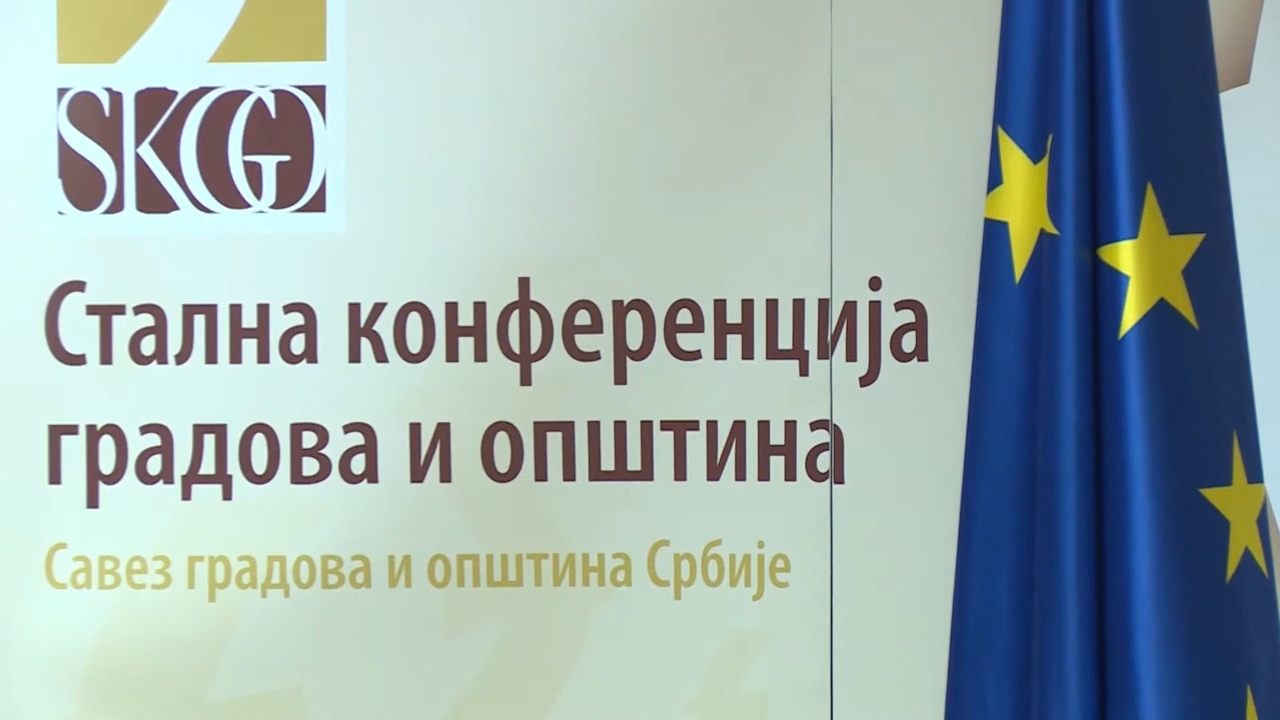 SKGO
Стална конференција
градова и општина
Савез градова и општина Србије